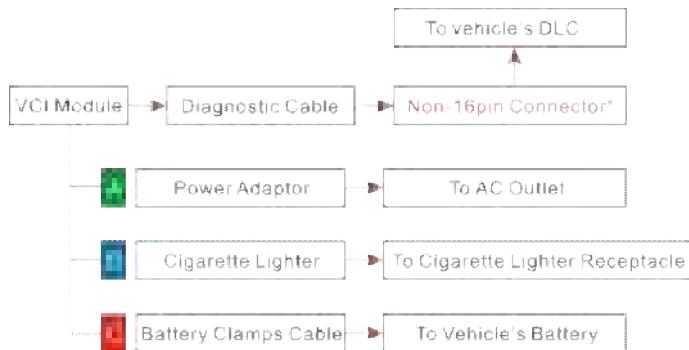 To vehicle's DLC
VCI Module
Diagnostic Cable
Non-16pin Connector*
A
Power Adaptor
To AC Outlet
Cigarette Lighter
To Cigarette Lighter Receptacle
Battery Clamps Cable
To Vehicle's Battery